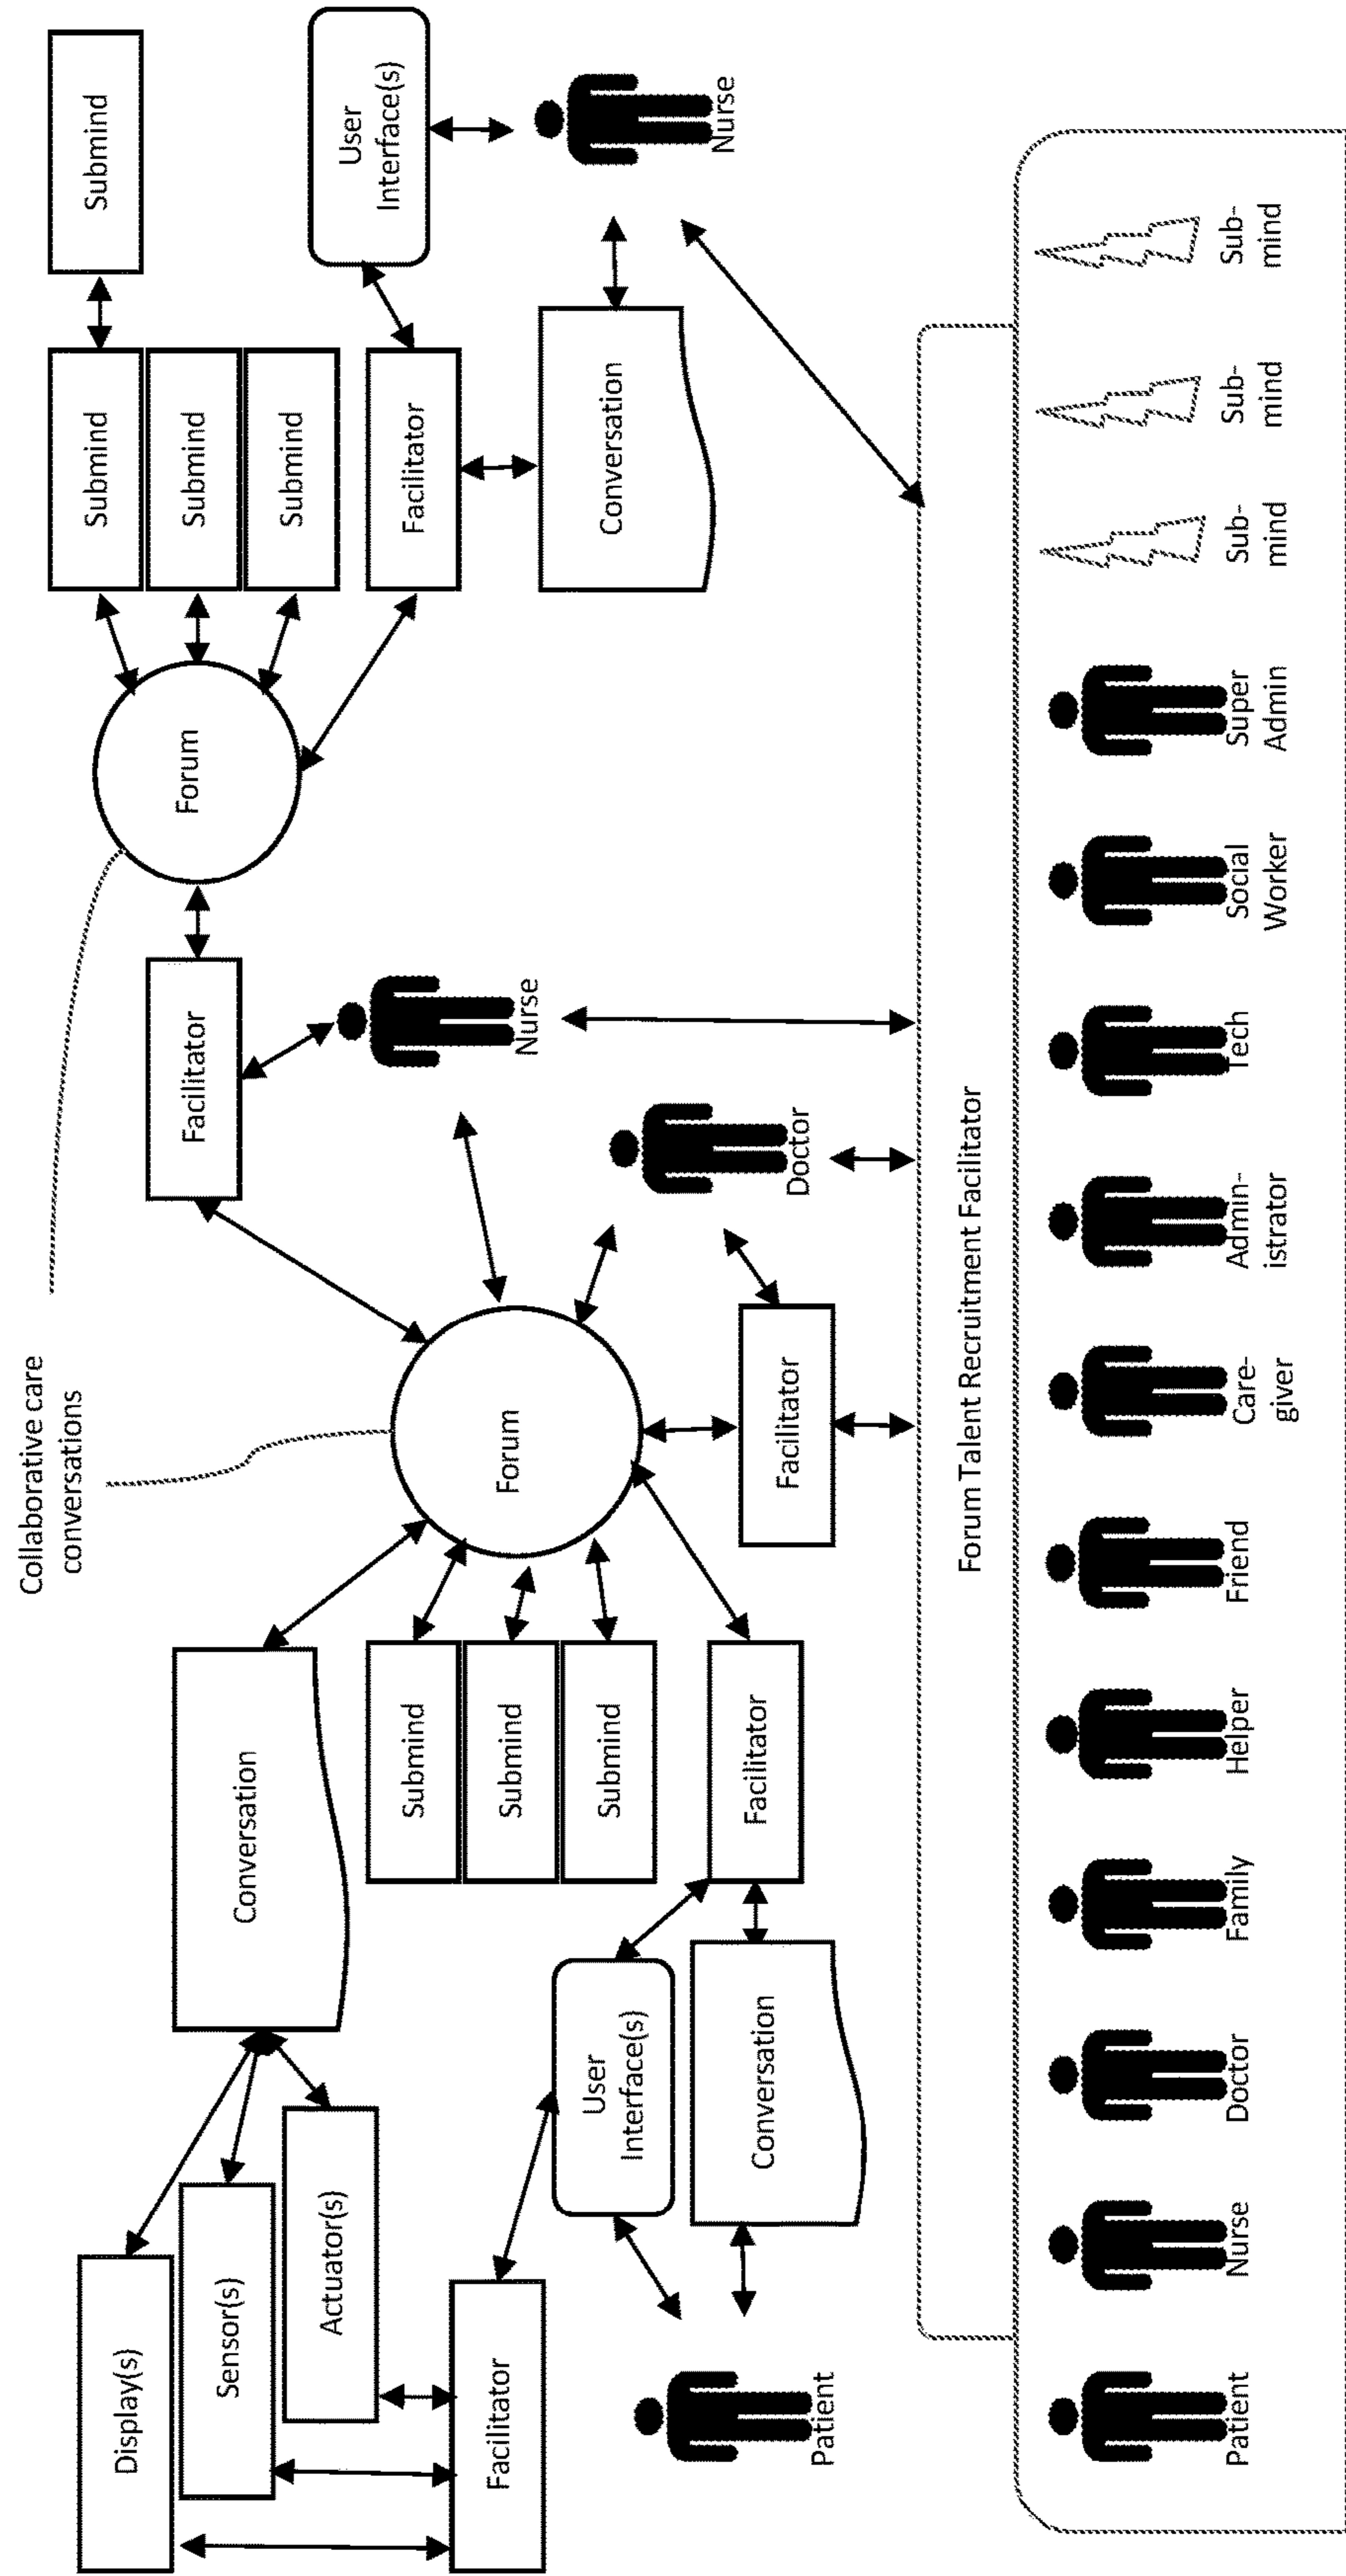 Collaborative care
conversations
Display(s)
Sensor(s)
Actuator(s)
Facilitator
Patient
User
Interface(s)
Conversation
Conversation
Submind
Submind
Submind
Facilitator
Forum
Facilitator
Doctor
Nurse
Facilitator
Forum
Submind
Submind
Submind
Submind
Facilitator
User
Interface(s)
Conversation
Nurse
Forum Talent Recruitment Facilitator
Patient
Nurse
Doctor
Family
Helper
Friend
Care-
giver
Admin-
istrator
Tech
Social
Worker
Super
Admin
Sub-
mind
Sub-
mind
Sub-
mind